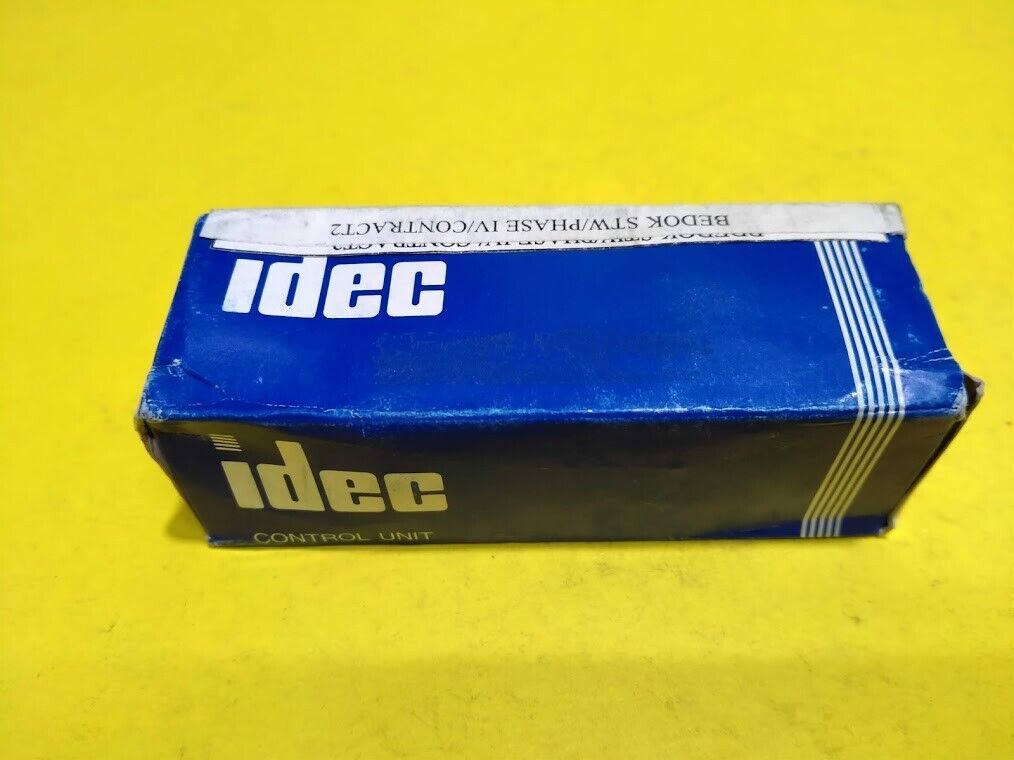 BEDOK STW/PHASE IV/CONTRACT2
idec
idec
CONTROL UNIT